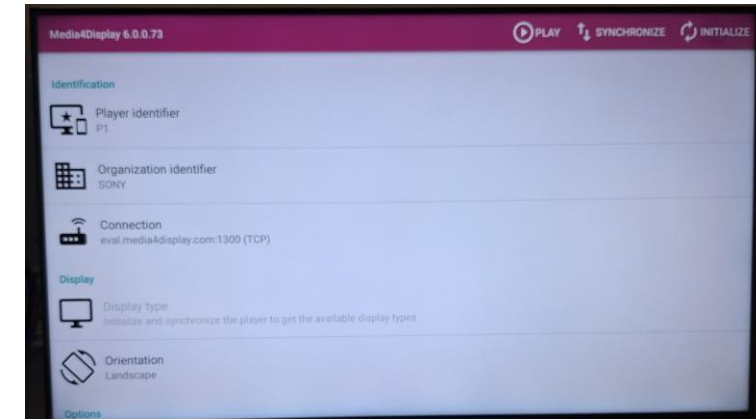 Media4Display 6.0.0.73
PLAY
SYNCHRONIZE
INITIALIZE
Identification
Player identifier
P1
Organization identifier
SONY
Connection
eval.media4display.com:1300 (TCP)
Display
Display type
Initialize and synchronize the player to get the available display types
Orientation
Landscape
Options